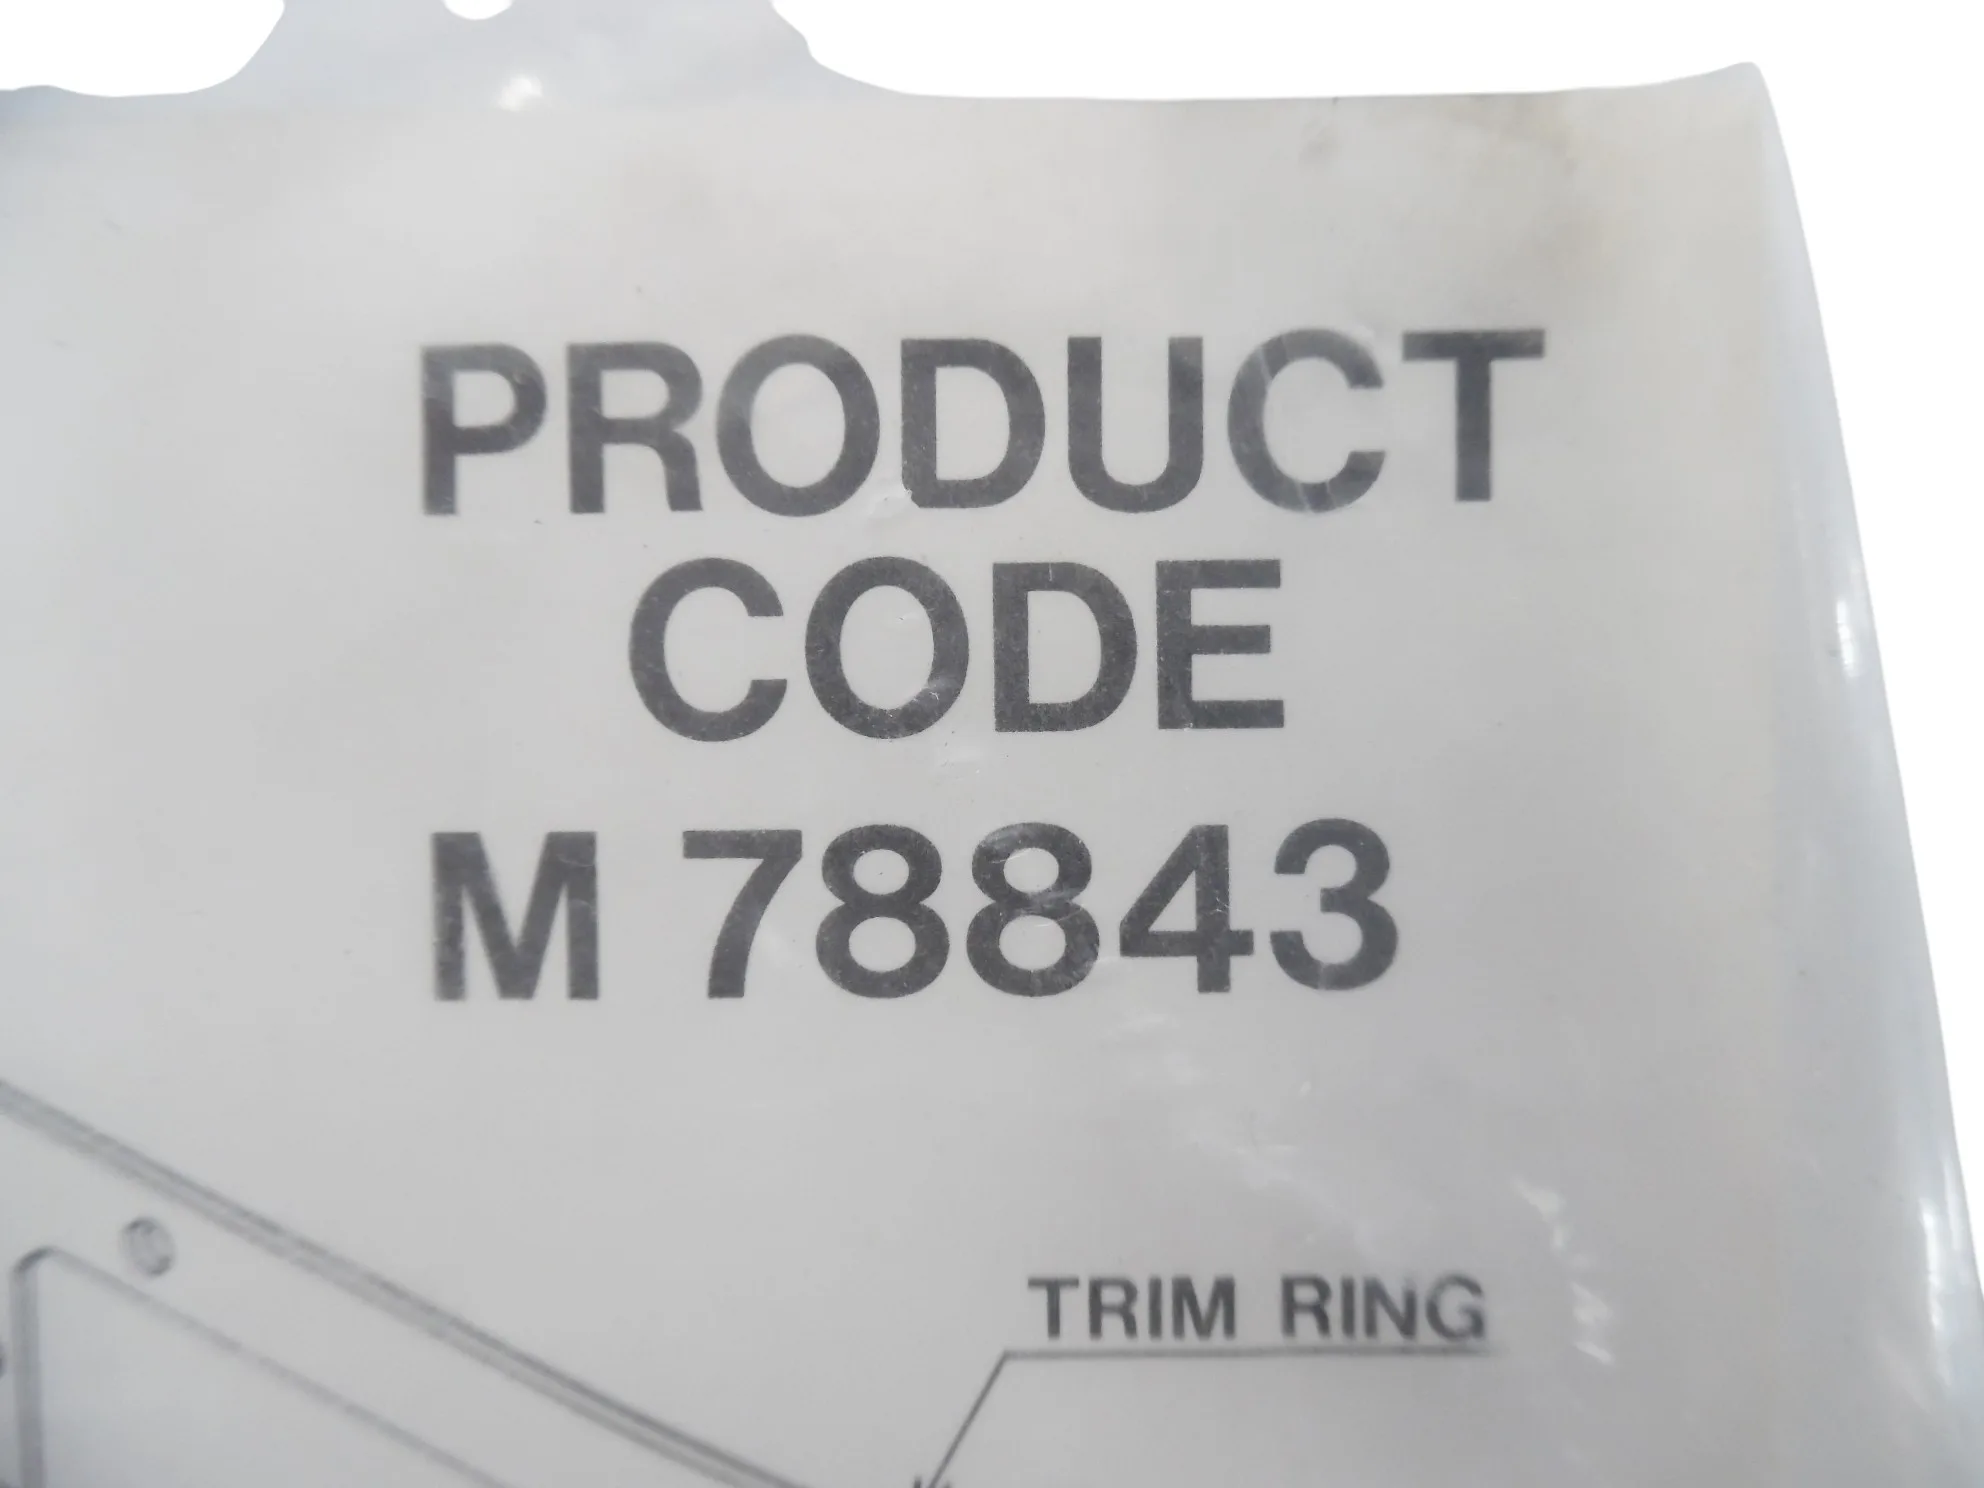 PRODUCT
CODE
M 78843
TRIM RING